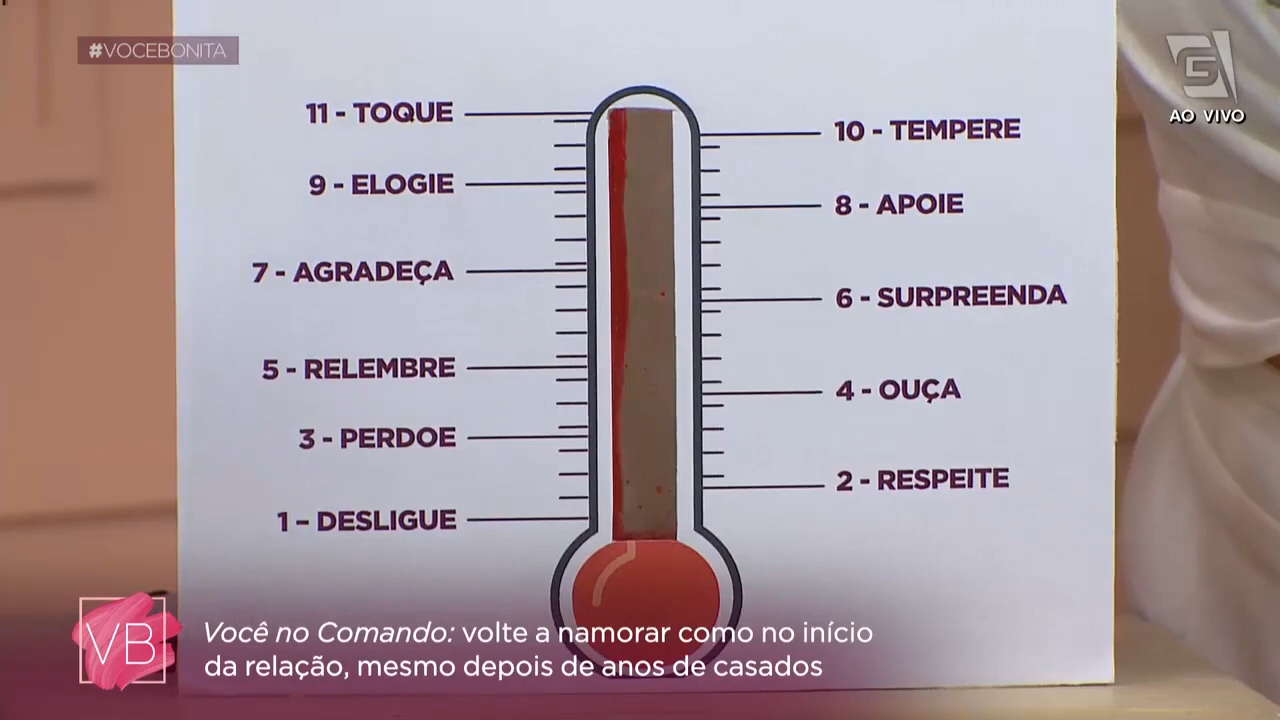 #VOCEBONITA
AO VIVO
11 - TOQUE
10 - TEMPERE
9 - ELOGIE
8 - APOIE
7 - AGRADEÇA
6 - SURPREENDA
5 - RELEMBRE
4 - OUÇA
3 - PERDOE
2 - RESPEITE
1 – DESLIGUE
VB
Você no Comando: volte a namorar como no início
da relação, mesmo depois de anos de casados